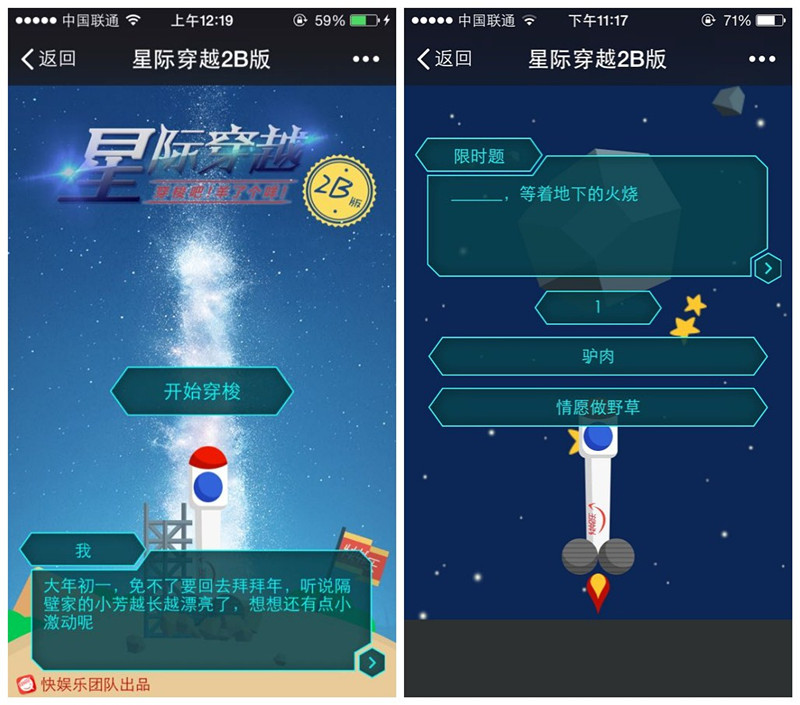 中国联通
上午12:19
59%
返回
星际穿越2B版
星际穿越
2B版
开始穿梭
我
大年初一，免不了要回去拜拜年，听说隔
壁家的小芳越长越漂亮了，想想还有点小
激动呢
快娱乐团队出品
中国联通
下午11:17
71%
返回
星际穿越2B版
限时题
______，等着地下的火烧
1
驴肉
情愿做野草